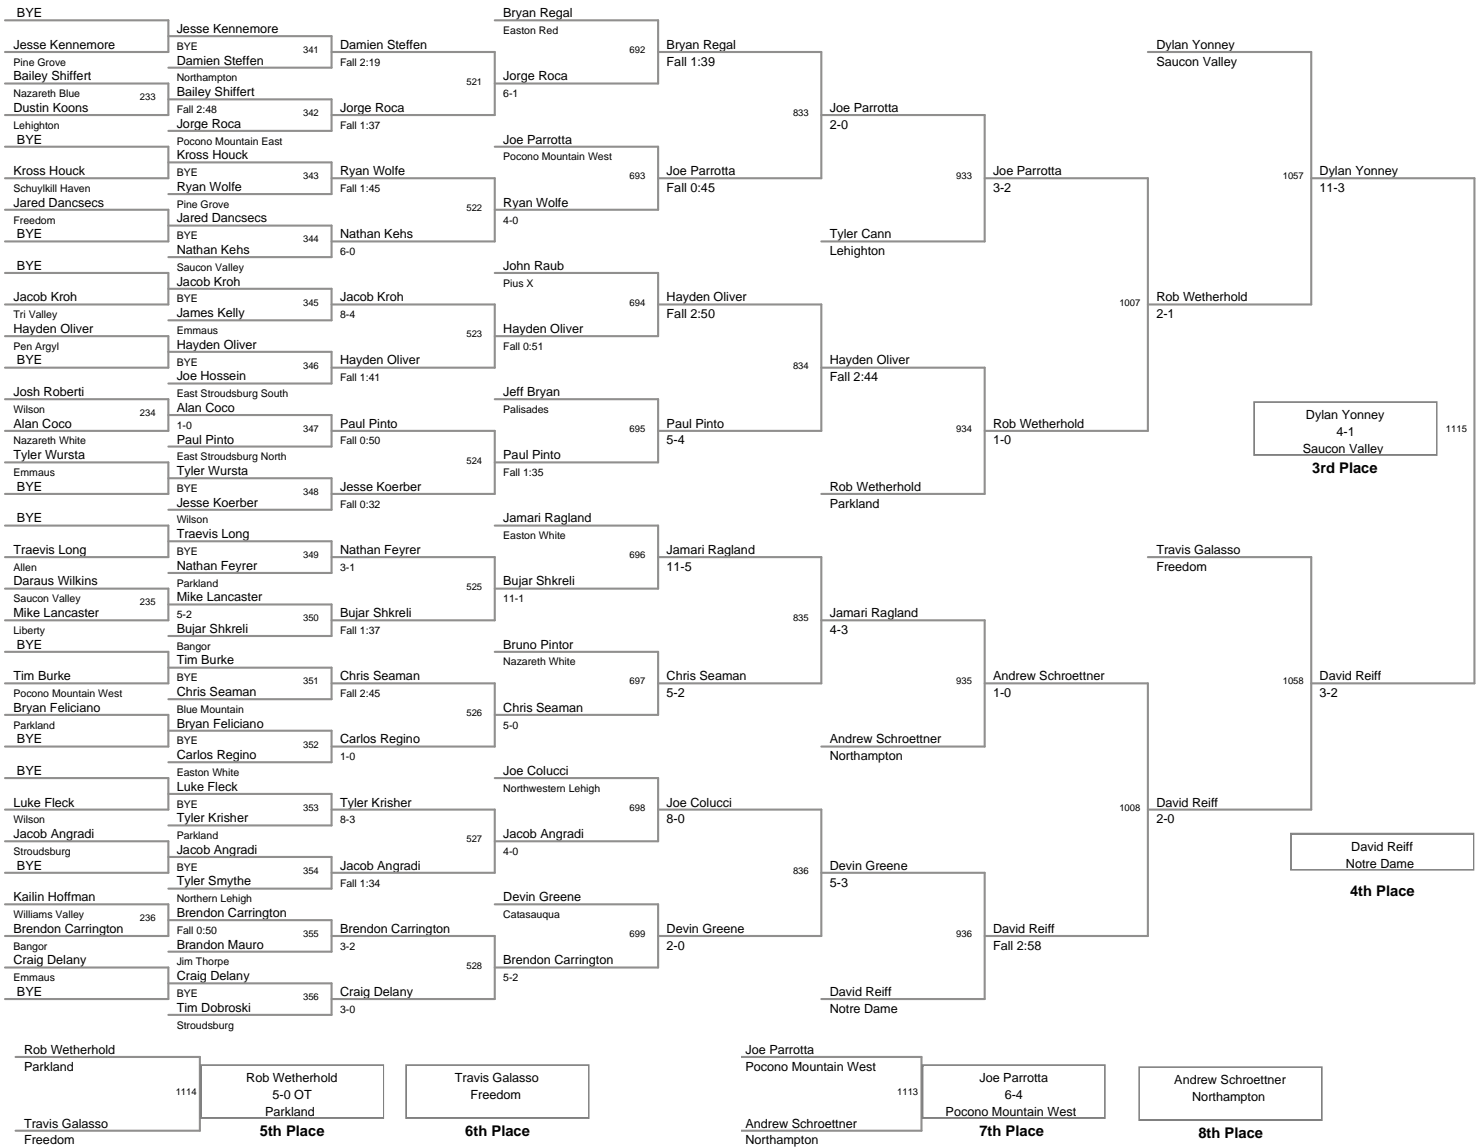 BYE
Jesse Kennemore
Pine Grove
Bailey Shiffert
Nazareth Blue
233
Dustin Koons
Lehighton
BYE
Kross Houck
Schuylkill Haven
Jared Dancsecs
Freedom
BYE
BYE
Jacob Kroh
Tri Valley
Hayden Oliver
Pen Argyl
BYE
Josh Roberti
Wilson
234
Alan Coco
Nazareth White
Tyler Wursta
Emmaus
BYE
BYE
Traevis Long
Allen
Daraus Wilkins
Saucon Valley
235
Mike Lancaster
Liberty
BYE
Tim Burke
Pocono Mountain West
Bryan Feliciano
Parkland
BYE
BYE
Luke Fleck
Wilson
Jacob Angradi
Stroudsburg
BYE
Kailin Hoffman
Williams Valley
236
Brendon Carrington
Bangor
Craig Delany
Emmaus
BYE
Jesse Kennemore
BYE
341
Damien Steffen
Northampton
Bailey Shiffert
Fall 2:48
342
Jorge Roca
Pocono Mountain East
Kross Houck
BYE
343
Ryan Wolfe
Pine Grove
Jared Dancsecs
BYE
344
Nathan Kehs
Saucon Valley
Jacob Kroh
BYE
345
James Kelly
Emmaus
Hayden Oliver
BYE
346
Joe Hossein
East Stroudsburg South
Alan Coco
1-0
347
Paul Pinto
East Stroudsburg North
Tyler Wursta
BYE
348
Jesse Koerber
Wilson
Traevis Long
BYE
349
Nathan Feyrer
Parkland
Mike Lancaster
5-2
350
Bujar Shkreli
Bangor
Tim Burke
BYE
351
Chris Seaman
Blue Mountain
Bryan Feliciano
BYE
352
Carlos Regino
Easton White
Luke Fleck
BYE
353
Tyler Krisher
Parkland
Jacob Angradi
BYE
354
Tyler Smythe
Northern Lehigh
Brendon Carrington
Fall 0:50
355
Brandon Mauro
Jim Thorpe
Craig Delany
BYE
356
Tim Dobroski
Stroudsburg
Damien Steffen
Fall 2:19
521
Jorge Roca
Fall 1:37
Ryan Wolfe
Fall 1:45
522
Nathan Kehs
6-0
Jacob Kroh
8-4
523
Hayden Oliver
Fall 1:41
Paul Pinto
Fall 0:50
524
Jesse Koerber
Fall 0:32
Nathan Feyrer
3-1
525
Bujar Shkreli
Fall 1:37
Chris Seaman
Fall 2:45
526
Carlos Regino
1-0
Tyler Krisher
8-3
527
Jacob Angradi
Fall 1:34
Brendon Carrington
3-2
528
Craig Delany
3-0
Bryan Regal
Easton Red
692
Jorge Roca
6-1
Joe Parrotta
Pocono Mountain West
693
Ryan Wolfe
4-0
John Raub
Pius X
694
Hayden Oliver
Fall 0:51
Jeff Bryan
Palisades
695
Paul Pinto
Fall 1:35
Jamari Ragland
Easton White
696
Bujar Shkreli
11-1
Bruno Pintor
Nazareth White
697
Chris Seaman
5-0
Joe Colucci
Northwestern Lehigh
698
Jacob Angradi
4-0
Devin Greene
Catasauqua
699
Brendon Carrington
5-2
Bryan Regal
Fall 1:39
833
Joe Parrotta
Fall 0:45
Hayden Oliver
Fall 2:50
834
Paul Pinto
5-4
Jamari Ragland
11-5
835
Chris Seaman
5-2
Joe Colucci
8-0
836
Devin Greene
2-0
Joe Parrotta
2-0
933
Tyler Cann
Lehighton
Hayden Oliver
Fall 2:44
934
Rob Wetherhold
Parkland
Jamari Ragland
4-3
935
Andrew Schroettner
Northampton
Devin Greene
5-3
936
David Reiff
Notre Dame
Joe Parrotta
3-2
1007
Rob Wetherhold
1-0
Andrew Schroettner
1-0
1008
David Reiff
Fall 2:58
Dylan Yonney
Saucon Valley
1057
Rob Wetherhold
2-1
Travis Galasso
Freedom
1058
David Reiff
2-0
Dylan Yonney
11-3
Dylan Yonney
4-1
Saucon Valley
1115
3rd Place
David Reiff
3-2
David Reiff
Notre Dame
4th Place
Rob Wetherhold
Parkland
1114
Travis Galasso
Freedom
Rob Wetherhold
5-0 OT
Parkland
5th Place
Travis Galasso
Freedom
6th Place
Joe Parrotta
Pocono Mountain West
1113
Andrew Schroettner
Northampton
Joe Parrotta
6-4
Pocono Mountain West
7th Place
Andrew Schroettner
Northampton
8th Place